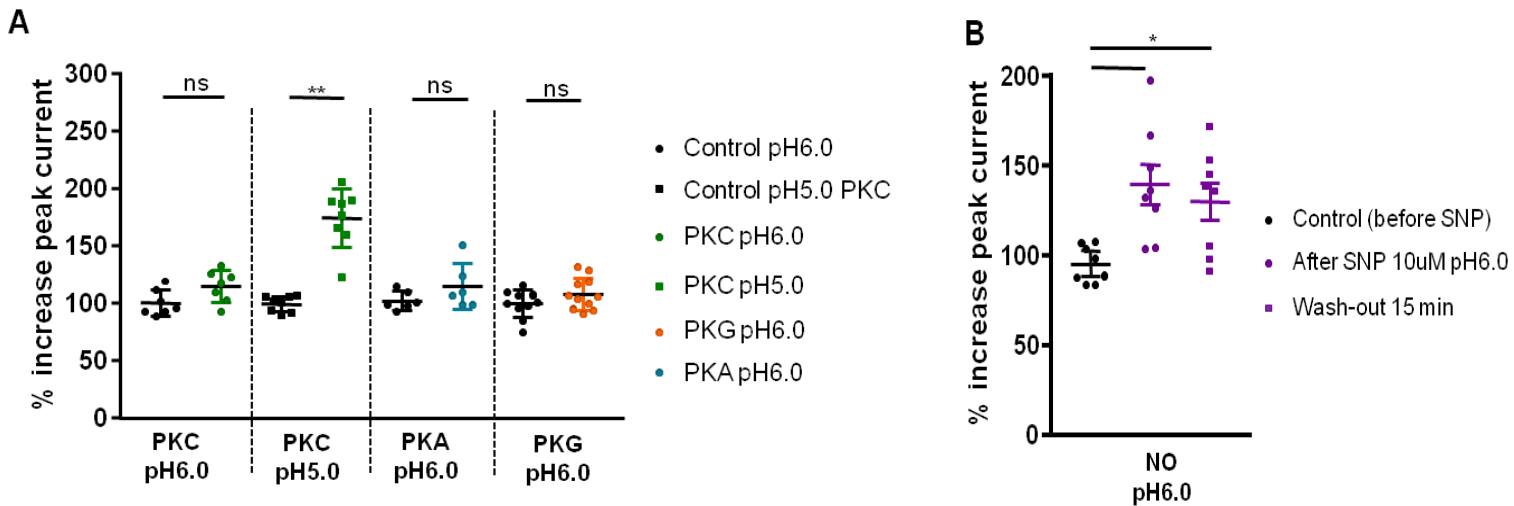 A
% increase peak current
300
250
200
150
100
50
0
ns
**
ns
ns
PKC
pH6.0
PKC
pH5.0
PKA
pH6.0
PKG
pH6.0
Control pH6.0
Control pH5.0 PKC
PKC pH6.0
PKC pH5.0
PKG pH6.0
PKA pH6.0
B
% increase peak current
200
150
100
50
0
*
NO
pH6.0
Control (before SNP)
After SNP 10uM pH6.0
Wash-out 15 min